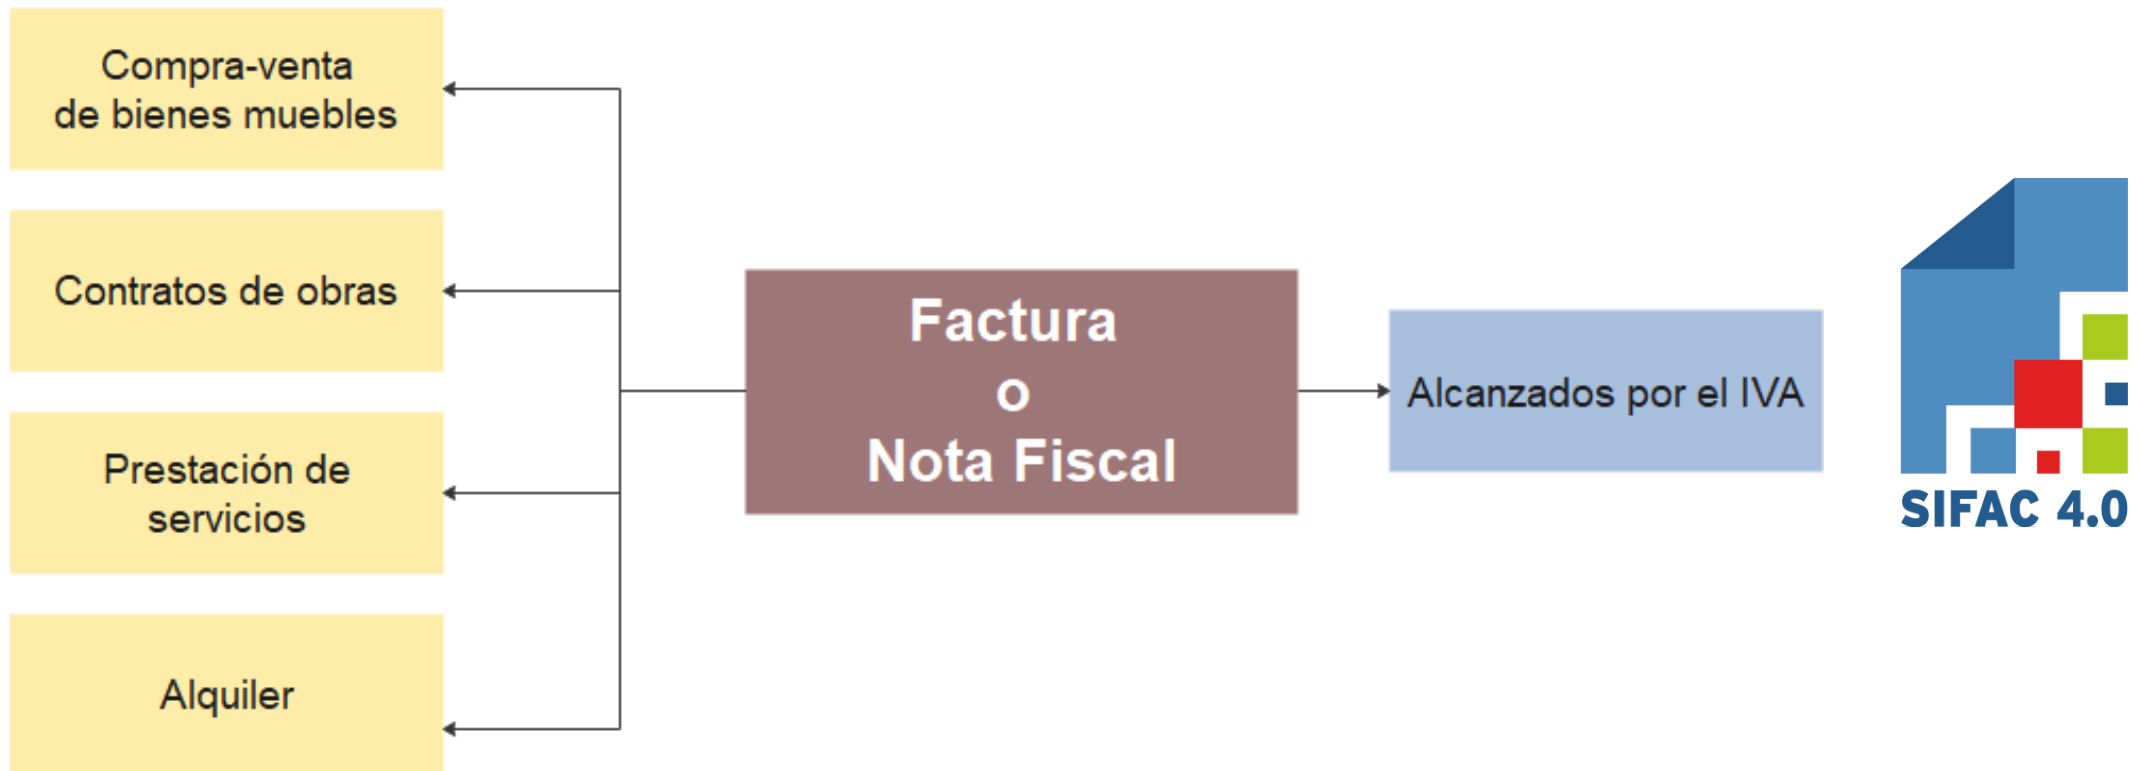 Compra-venta
de bienes muebles
Contratos de obras
Prestación de
servicios
Alquiler
Factura
o
Nota Fiscal
Alcanzados por el IVA
SIFAC 4.0